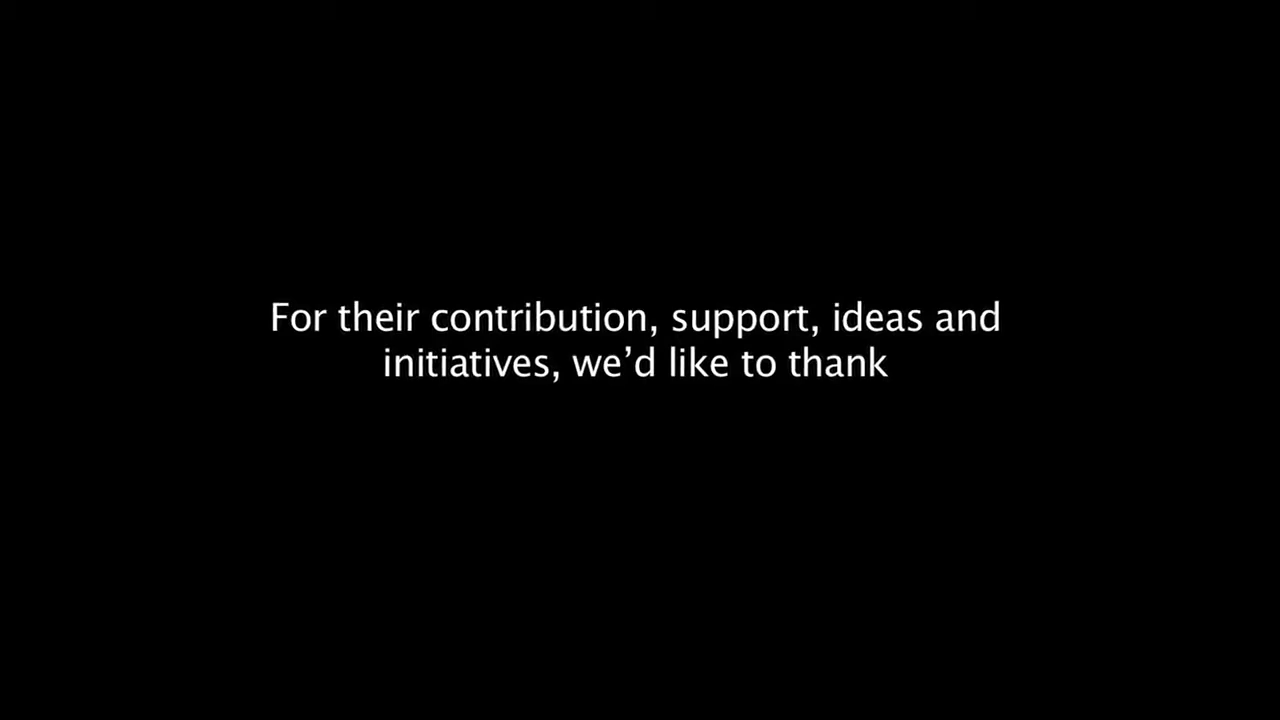 For their contribution, support, ideas and
initiatives, we’d like to thank